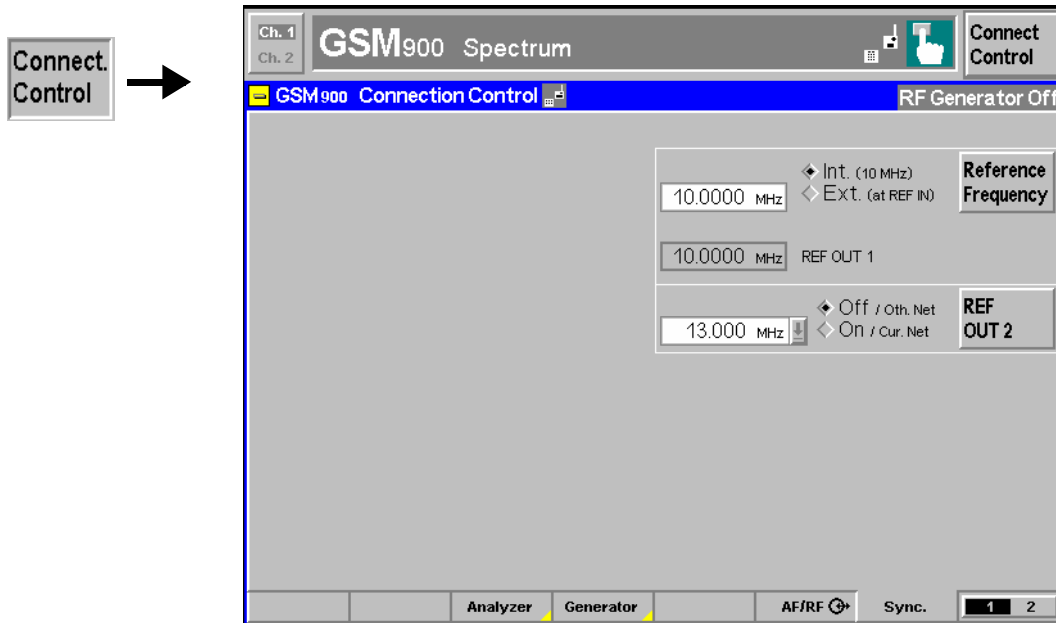 Connect.
Control
Ch. 1
Ch. 2
GSM900 Spectrum
Connect
Control
GSM900 Connection Control
RF Generator Off
Int. (10 MHz)
Ext. (at REF IN)
10.0000 MHz
Reference
Frequency
10.0000 MHz REF OUT 1
Off / Oth. Net
On / Cur. Net
13.000 MHz
REF
OUT 2
Analyzer Generator AF/RF Sync. 1 2